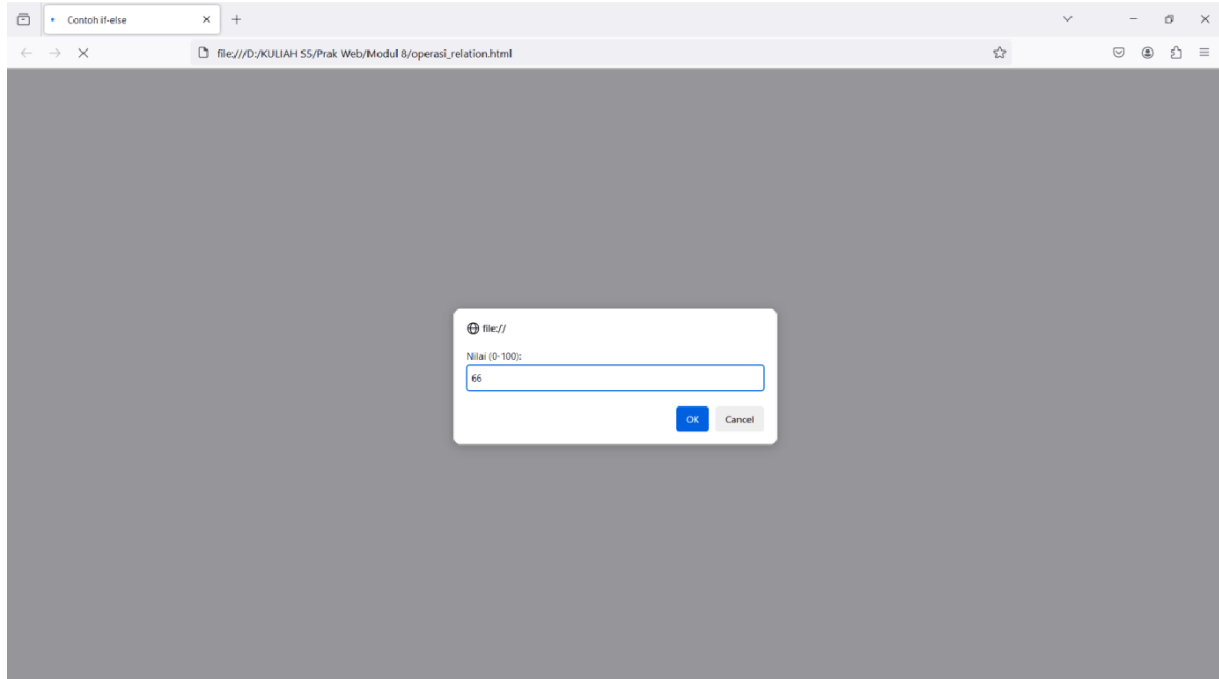 Contoh if-else
file:///D:/KULIAH S5/Prak Web/Modul 8/operasi_relation.html
file://
Nilai (0-100):
66
OK Cancel